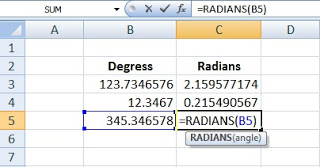 SUM =RADIANS(B5)
A B C D
1
2 Degress Radians
3 123.7346576 2.159577174
4 12.3467 0.215490567
5 345.346578 =RADIANS(B5)
6 RADIANS(angle)
7